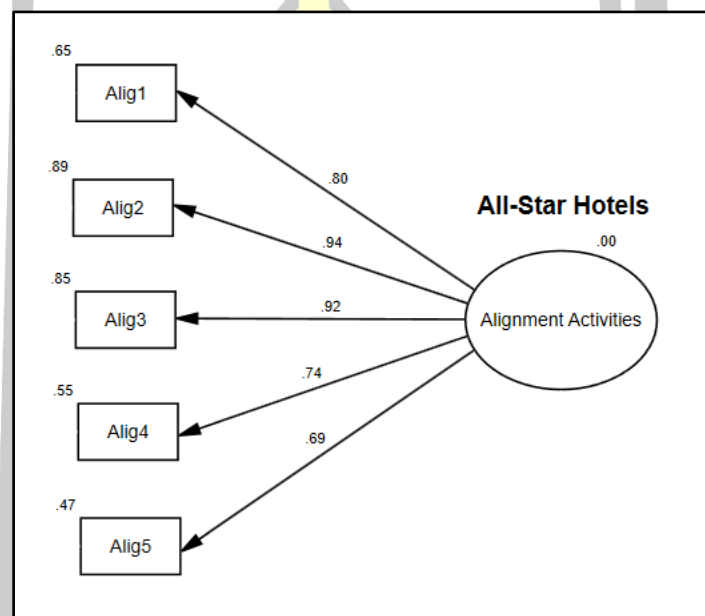 .65
Alig1
.80
.89
Alig2
All-Star Hotels
.94
.00
.85
Alig3
.92
Alignment Activities
.74
.55
Alig4
.69
.47
Alig5